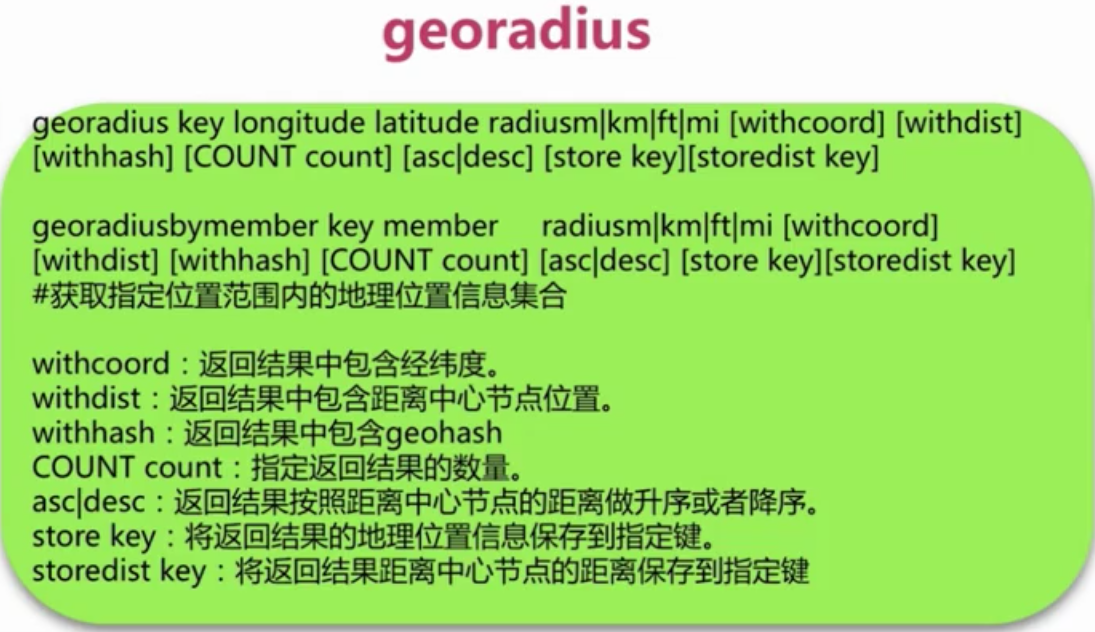 georadius
georadius key longitude latitude radiusm|km|ft|mi [withcoord] [withdist]
[withhash] [COUNT count] [asc|desc] [store key][storedist key]
georadiusbymember key member radiusm|km|ft|mi [withcoord]
[withdist] [withhash] [COUNT count] [asc|desc] [store key][storedist key]
#获取指定位置范围内的地理位置信息集合
withcoord：返回结果中包含经纬度。
withdist：返回结果中包含距离中心节点位置。
withhash：返回结果中包含geohash
COUNT count：指定返回结果的数量。
asc|desc：返回结果按照距离中心节点的距离做升序或者降序。
store key：将返回结果的地理位置信息保存到指定键。
storedist key：将返回结果距离中心节点的距离保存到指定键